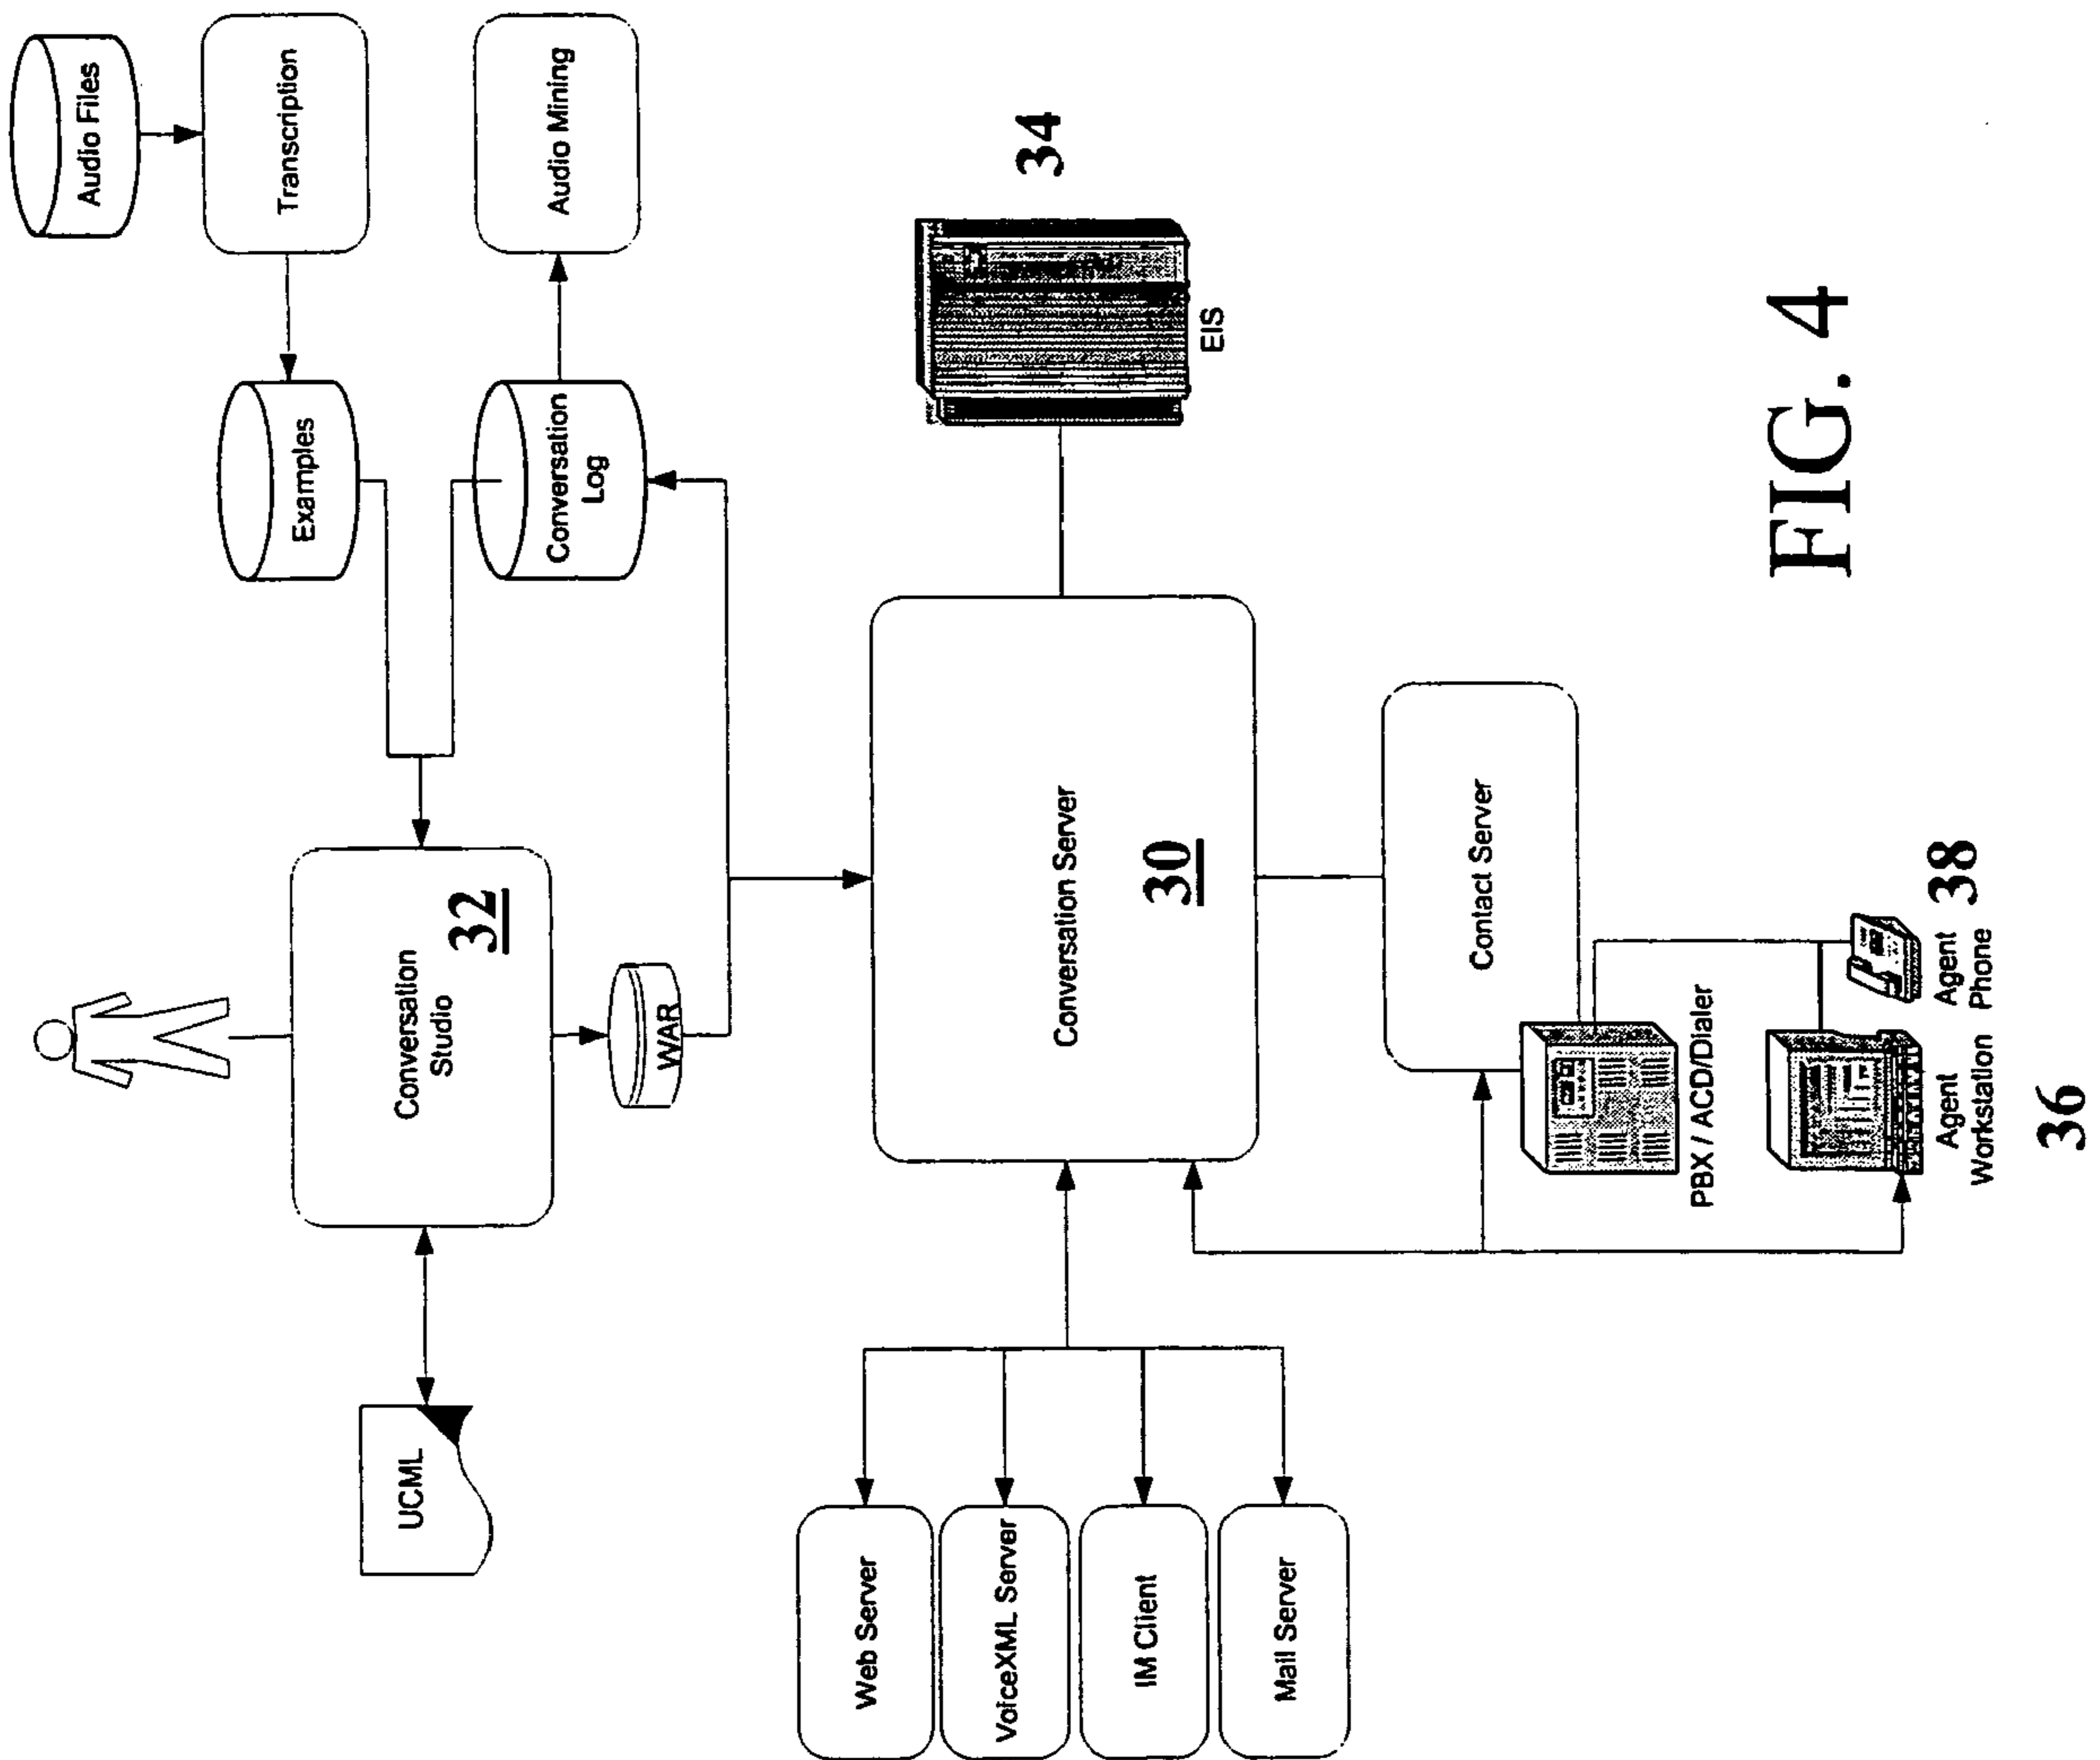 Audio Files
Transcription
Audio Mining
Examples
Conversation
Log
Conversation
Studio
32
WAR
UCML
34
EIS
Conversation Server
30
Web Server
VoiceXML Server
IM Client
Mail Server
Contact Server
PBX / ACD/Dialer
Agent
Workstation
36
Agent
Phone
38
FIG. 4